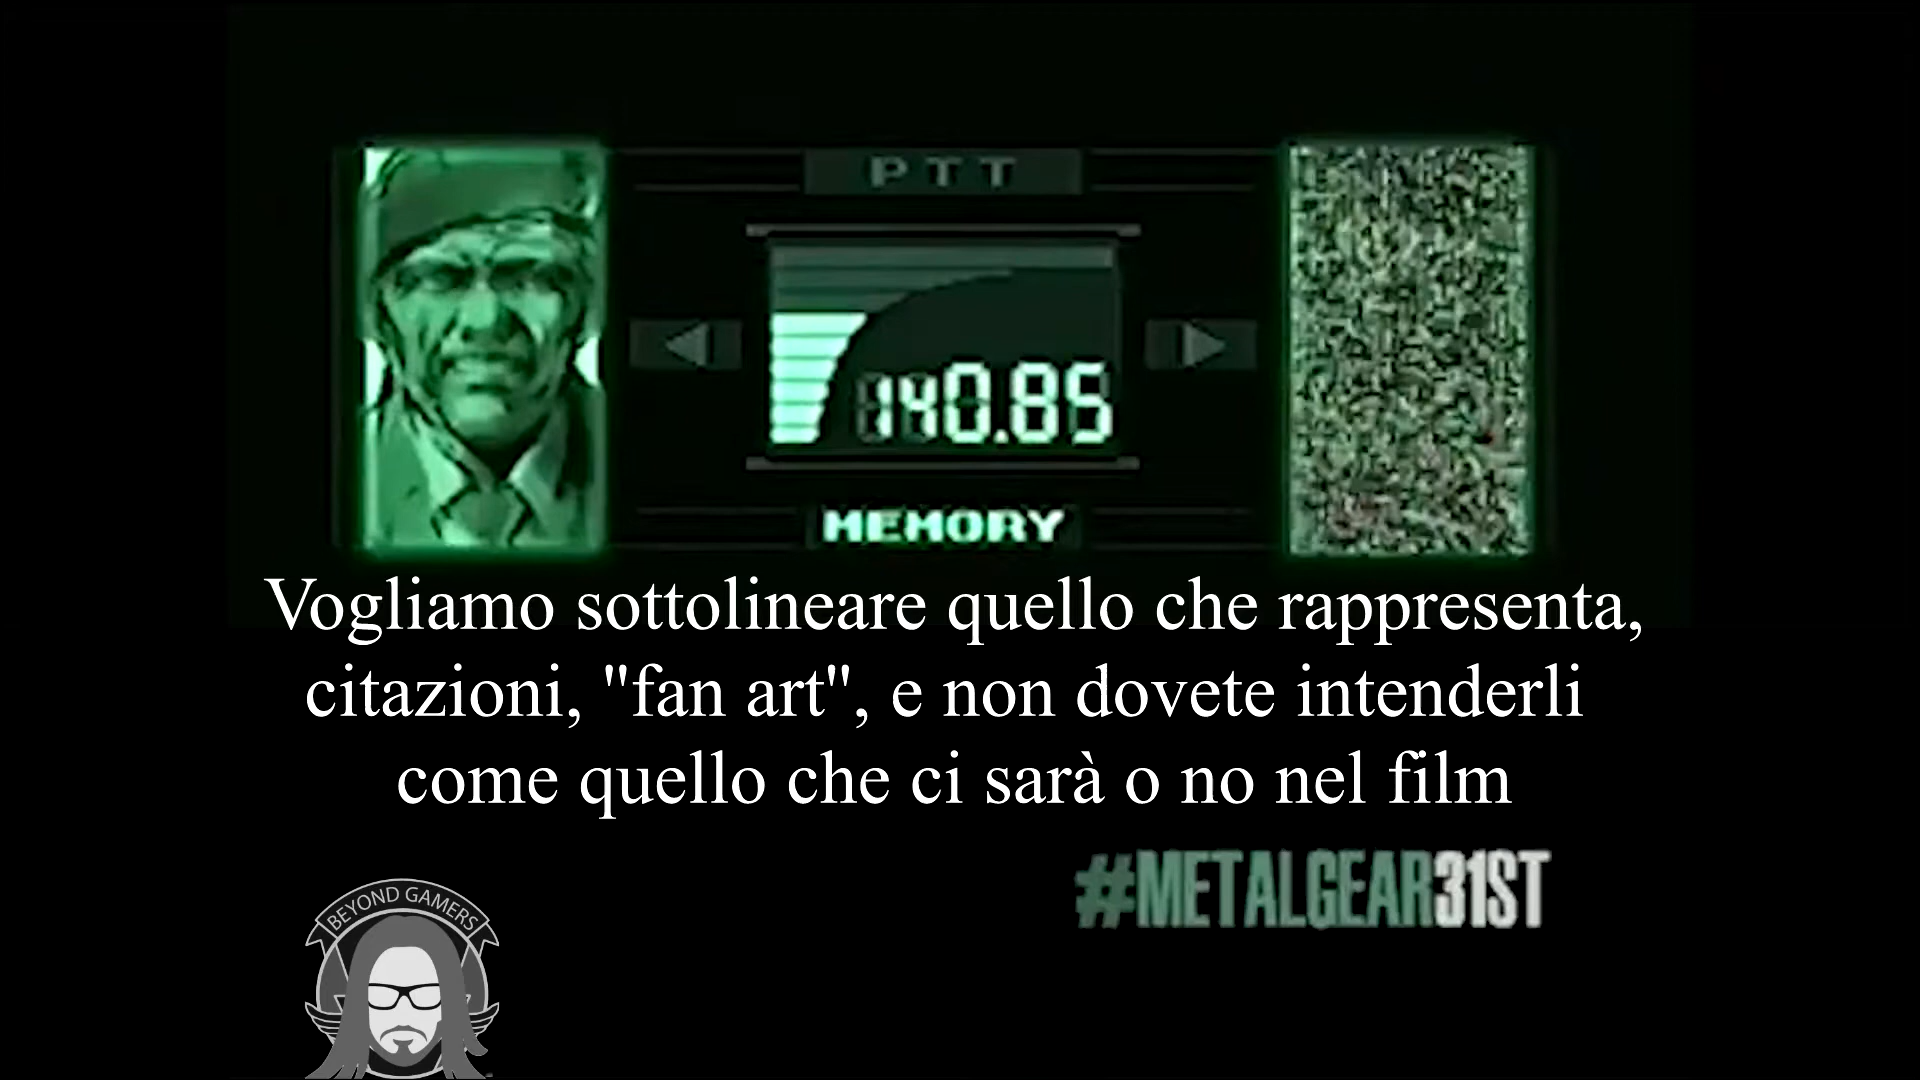 PTT
140.85
MEMORY
Vogliamo sottolineare quello che rappresenta,
citazioni, "fan art", e non dovete intenderli
come quello che ci sarà o no nel film
#METALGEAR31ST
BEYOND GAMERS